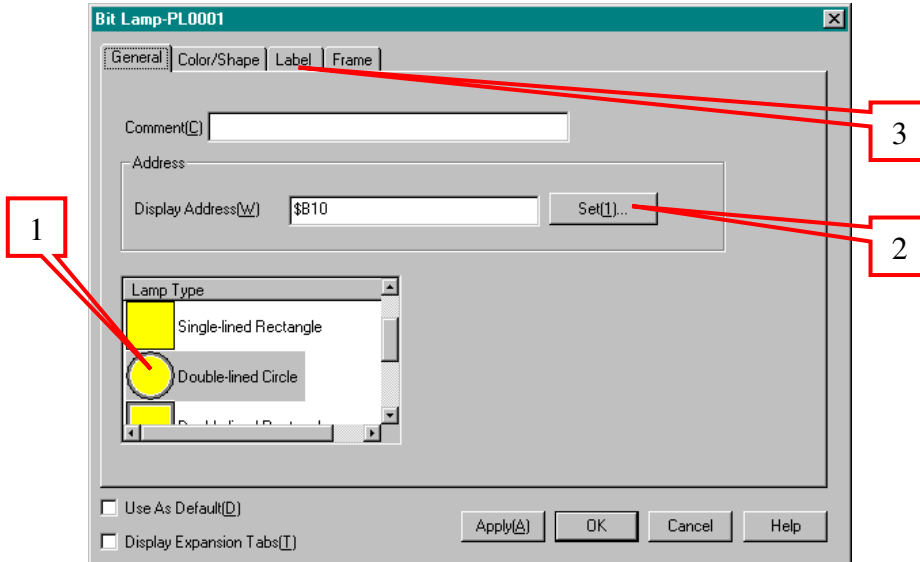 Bit Lamp-PL0001
General Color/Shape Label Frame
Comment(C)
3
Address
Display Address(W) $B10 Set(1)...
1
2
Lamp Type
Single-lined Rectangle
Double-lined Circle
Use As Default(D)
Apply(A) OK Cancel Help
Display Expansion Tabs(T)